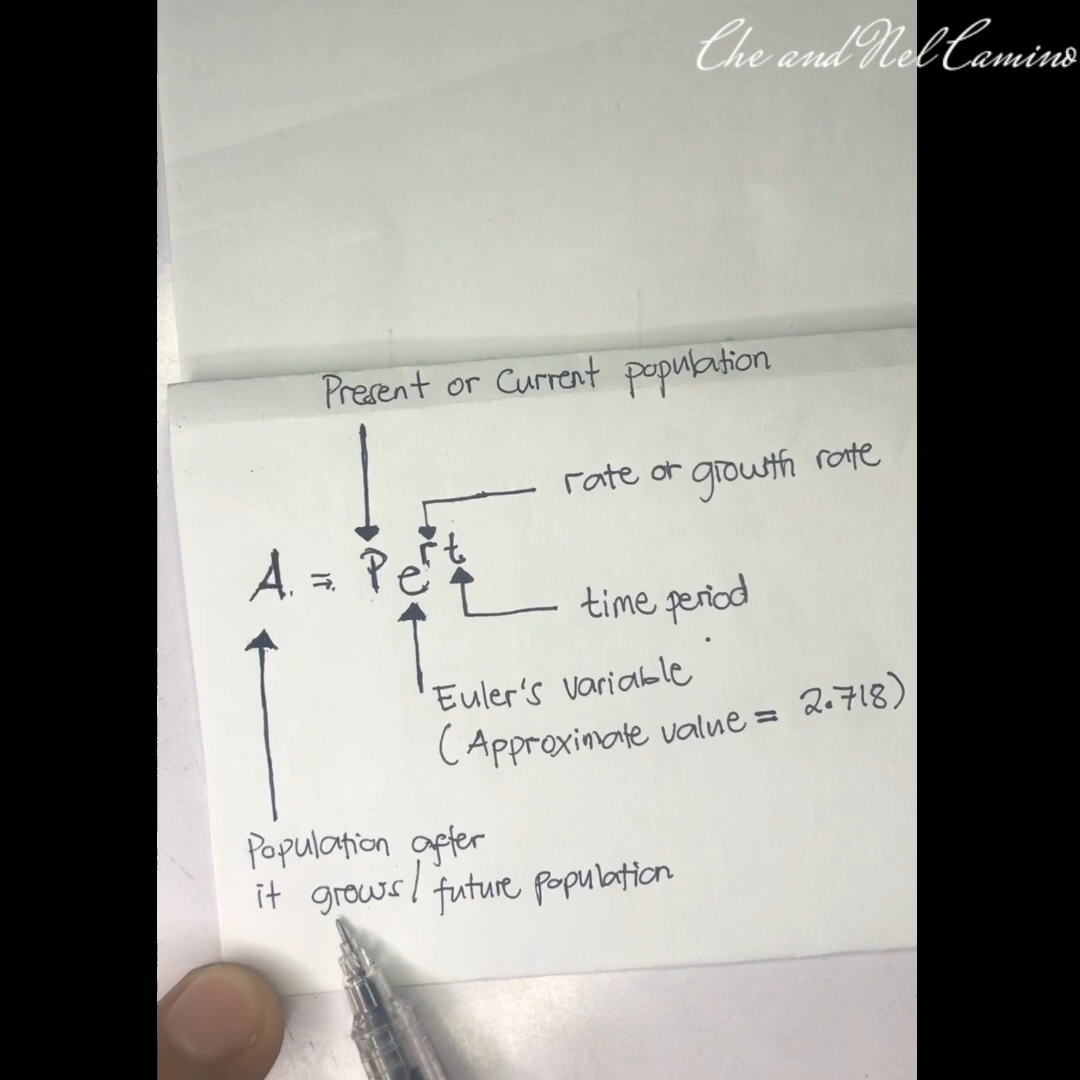 Che and Nel Camino
Present or Current population
rate or growth rate
A = Pe^rt
time period
Euler's variable
(Approximate value = 2.718)
Population after
it grows / future population